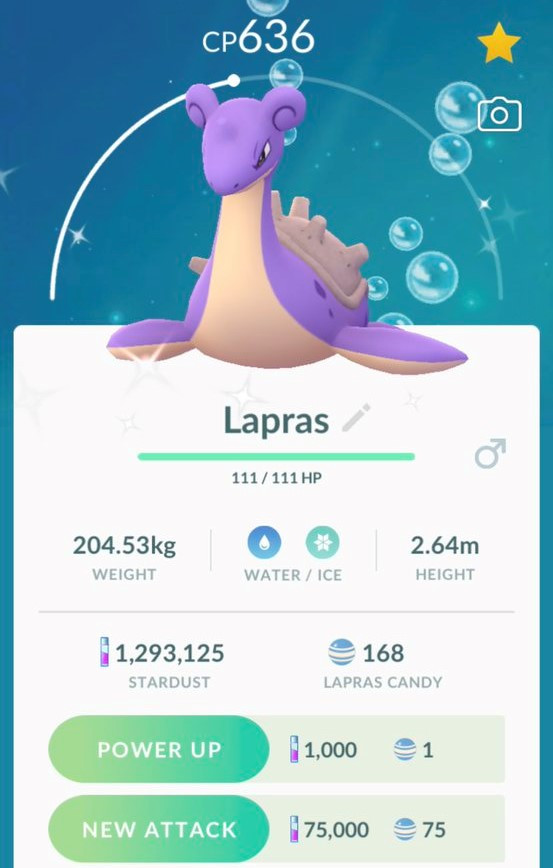 CP636
Lapras
111 / 111 HP
204.53kg
WEIGHT
WATER / ICE
2.64m
HEIGHT
1,293,125
STARDUST
168
LAPRAS CANDY
POWER UP 1,000 1
NEW ATTACK 75,000 75